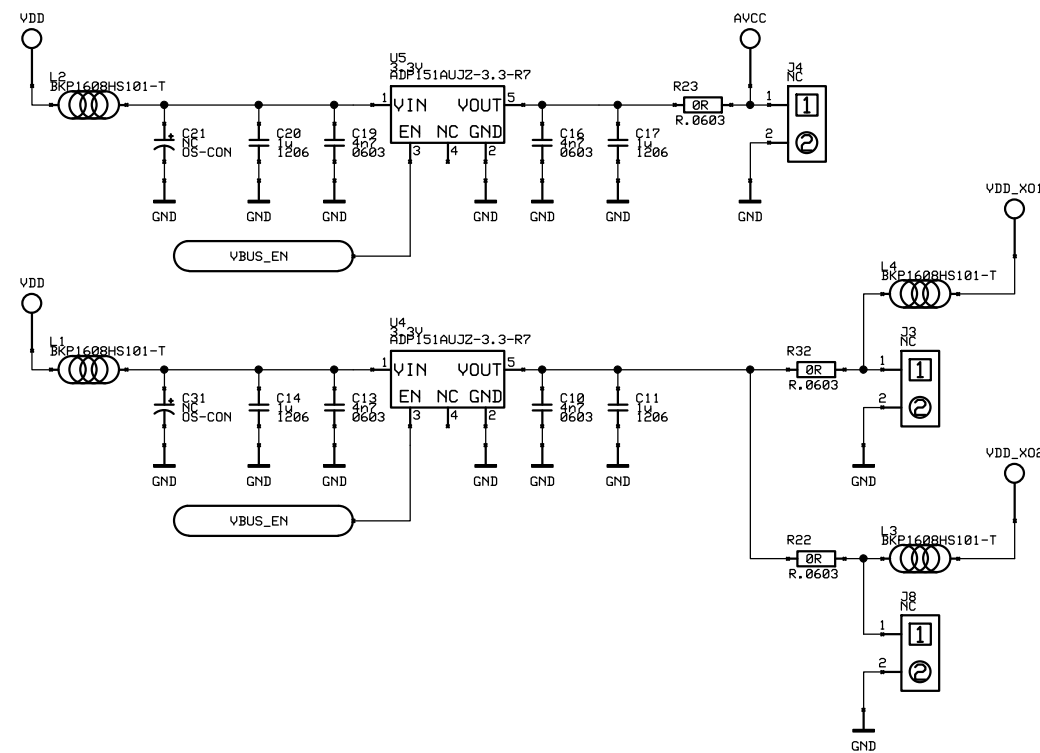 VDD
L2
BKP1608HS101-T
C21
NC
OS-CON
GND
C20
1u
1206
GND
C19
4n7
0603
GND
U5
3.3V
ADP151AUJZ-3.3-R7
1
VIN
VOUT
5
EN
NC
GND
3
4
2
GND
VBUS_EN
C16
4n7
0603
GND
C17
1u
1206
GND
R23
0R
R.0603
AVCC
J4
NC
1
1
2
2
GND
VDD
L1
BKP1608HS101-T
C31
NC
OS-CON
GND
C14
1u
1206
GND
C13
4n7
0603
GND
U4
3.3V
ADP151AUJZ-3.3-R7
1
VIN
VOUT
5
EN
NC
GND
3
4
2
GND
VBUS_EN
C10
4n7
0603
GND
C11
1u
1206
GND
R32
0R
R.0603
VDD_XO1
L4
BKP1608HS101-T
J3
NC
1
1
2
2
GND
R22
0R
R.0603
VDD_XO2
L3
BKP1608HS101-T
J8
NC
1
1
2
2
GND